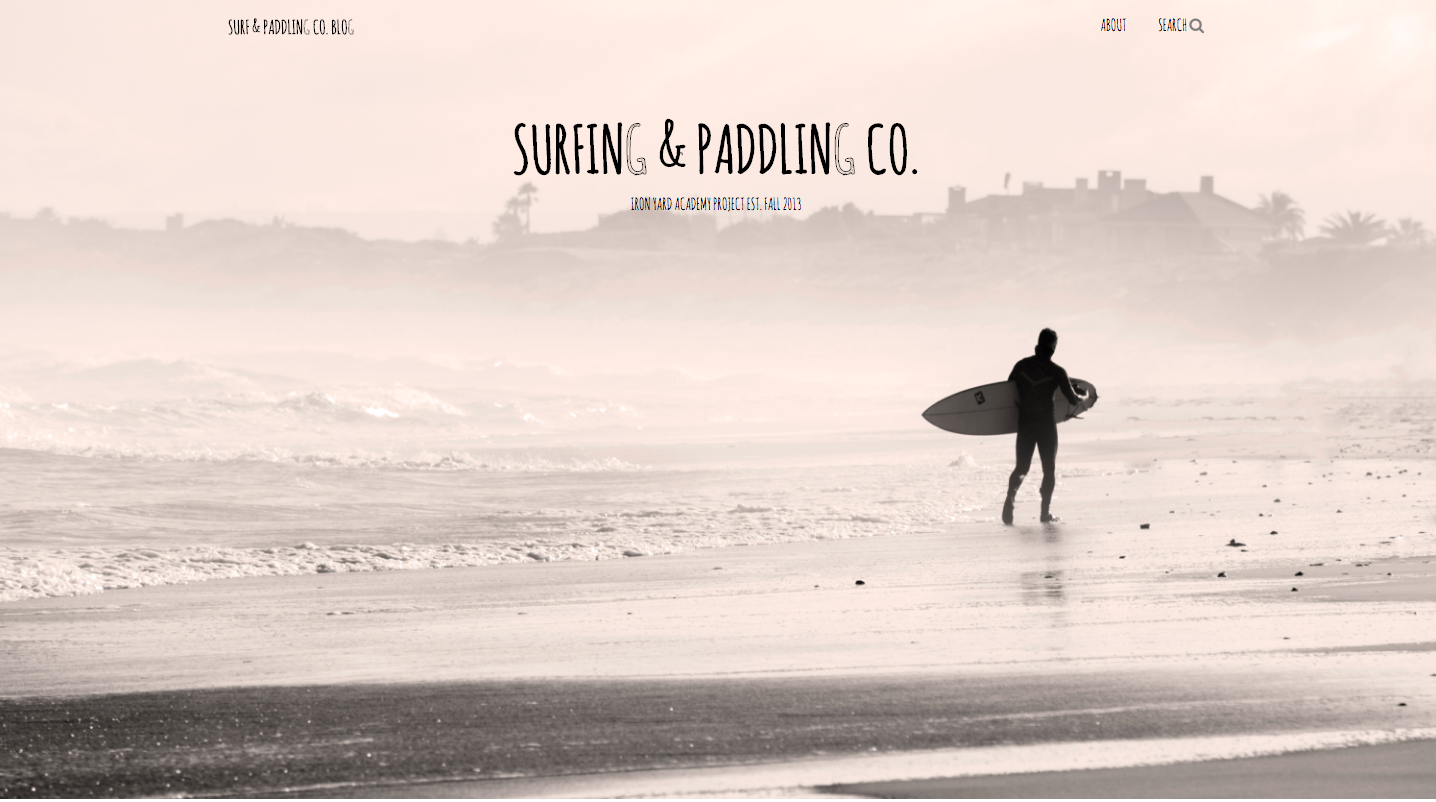 SURF & PADDLING CO. BLOG
ABOUT
SEARCH
SURFING & PADDLING CO.
IRON YARD ACADEMY PROJECT EST. FALL 2013